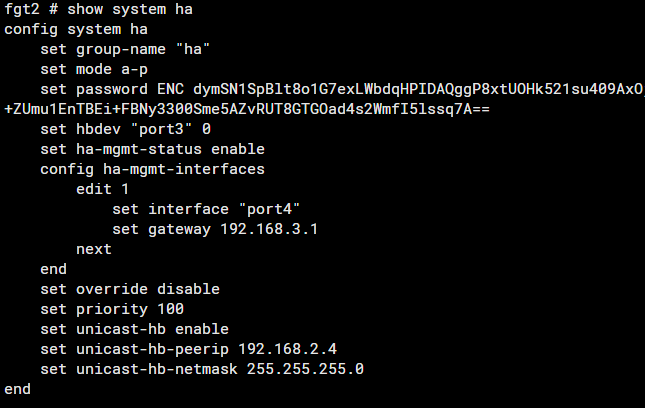 fgt2 # show system ha
config system ha
set group-name "ha"
set mode a-p
set password ENC dymSN1SpBlt8o1G7exLWbdqHPIDAQggP8xtUOHk521su409AxO
+ZUmu1EnTBEi+FBNy3300Sme5AZvRUT8GTGOad4s2WmfI5lssq7A==
set hbdev "port3" 0
set ha-mgmt-status enable
config ha-mgmt-interfaces
edit 1
set interface "port4"
set gateway 192.168.3.1
next
end
set override disable
set priority 100
set unicast-hb enable
set unicast-hb-peerip 192.168.2.4
set unicast-hb-netmask 255.255.255.0
end